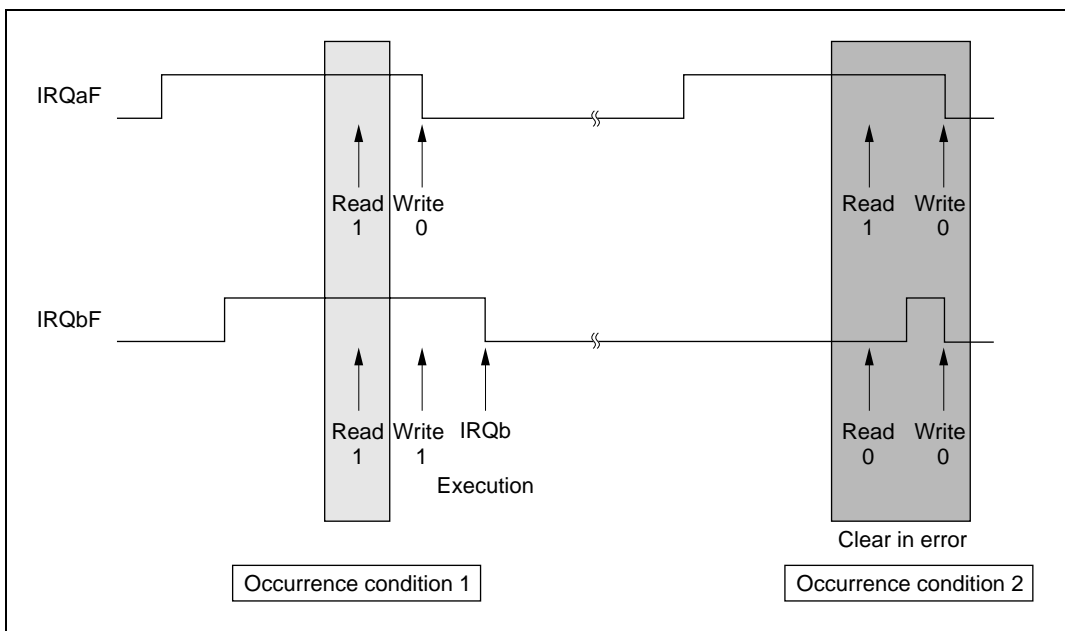 IRQaF
Read Write
1 0
Read Write
1 0
IRQbF
Read Write IRQb
1 1
Execution
Read Write
0 0
Clear in error
Occurrence condition 1
Occurrence condition 2